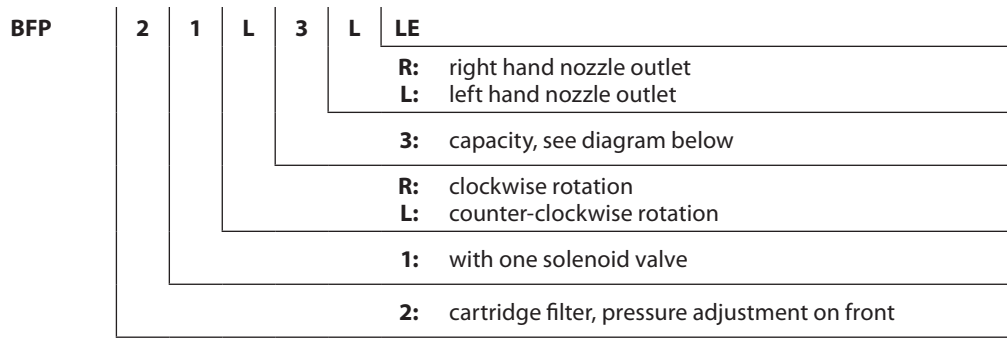 BFP 2 1 L 3 L LE
R: right hand nozzle outlet
L: left hand nozzle outlet
3: capacity, see diagram below
R: clockwise rotation
L: counter-clockwise rotation
1: with one solenoid valve
2: cartridge filter, pressure adjustment on front